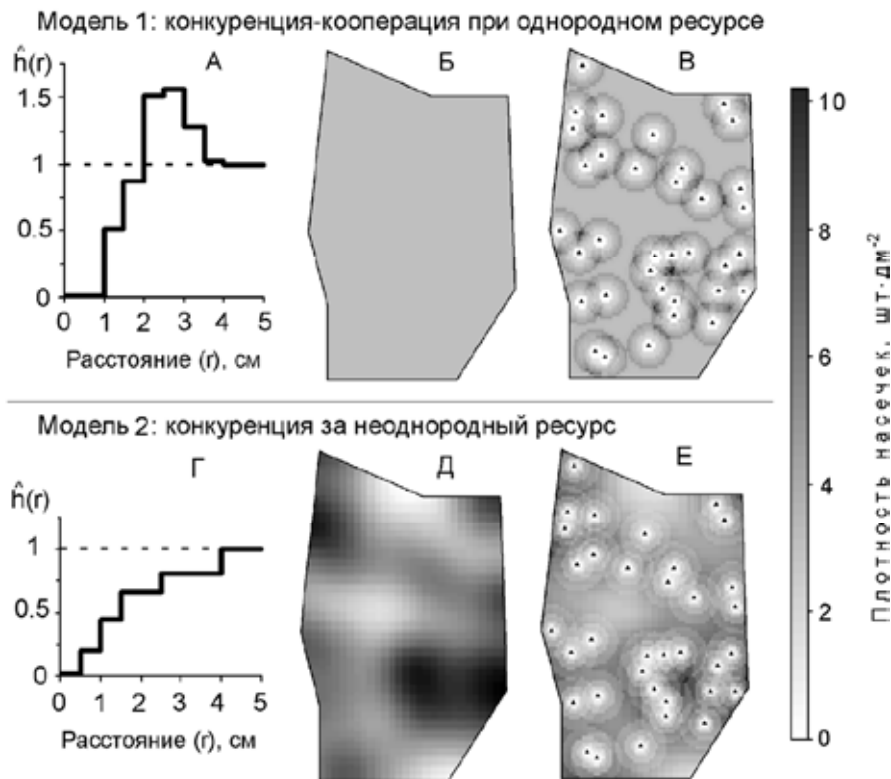 Модель 1: конкуренция-кооперация при однородном ресурсе
ĥ(r)
А
Б
В
1.5
1
0.5
0
0 1 2 3 4 5
Расстояние (r), см
Модель 2: конкуренция за неоднородный ресурс
ĥ(r)
Г
Д
Е
1
0.5
0
0 1 2 3 4 5
Расстояние (r), см
10
8
6
4
2
0
Плотность насечек, шт·дм⁻²